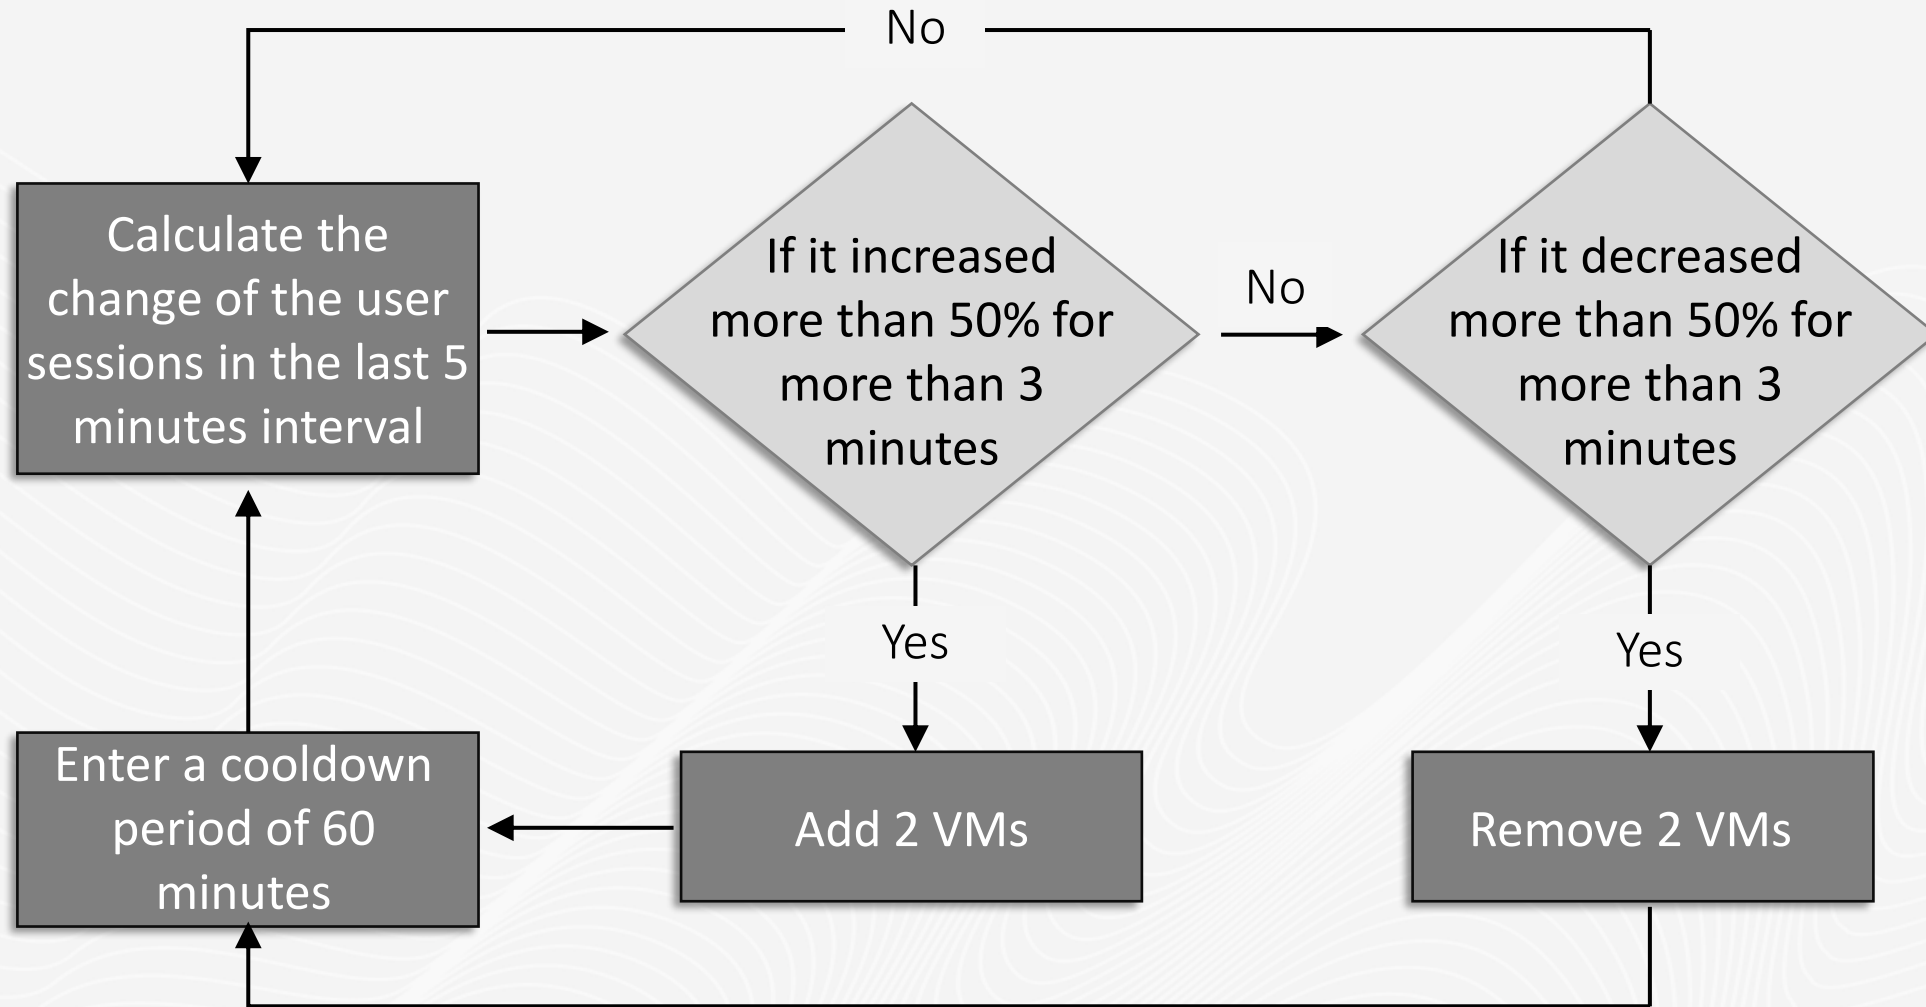 No
Calculate the
change of the user
sessions in the last 5
minutes interval
If it increased
more than 50% for
more than 3
minutes
No
If it decreased
more than 50% for
more than 3
minutes
Yes
Yes
Enter a cooldown
period of 60
minutes
Add 2 VMs
Remove 2 VMs